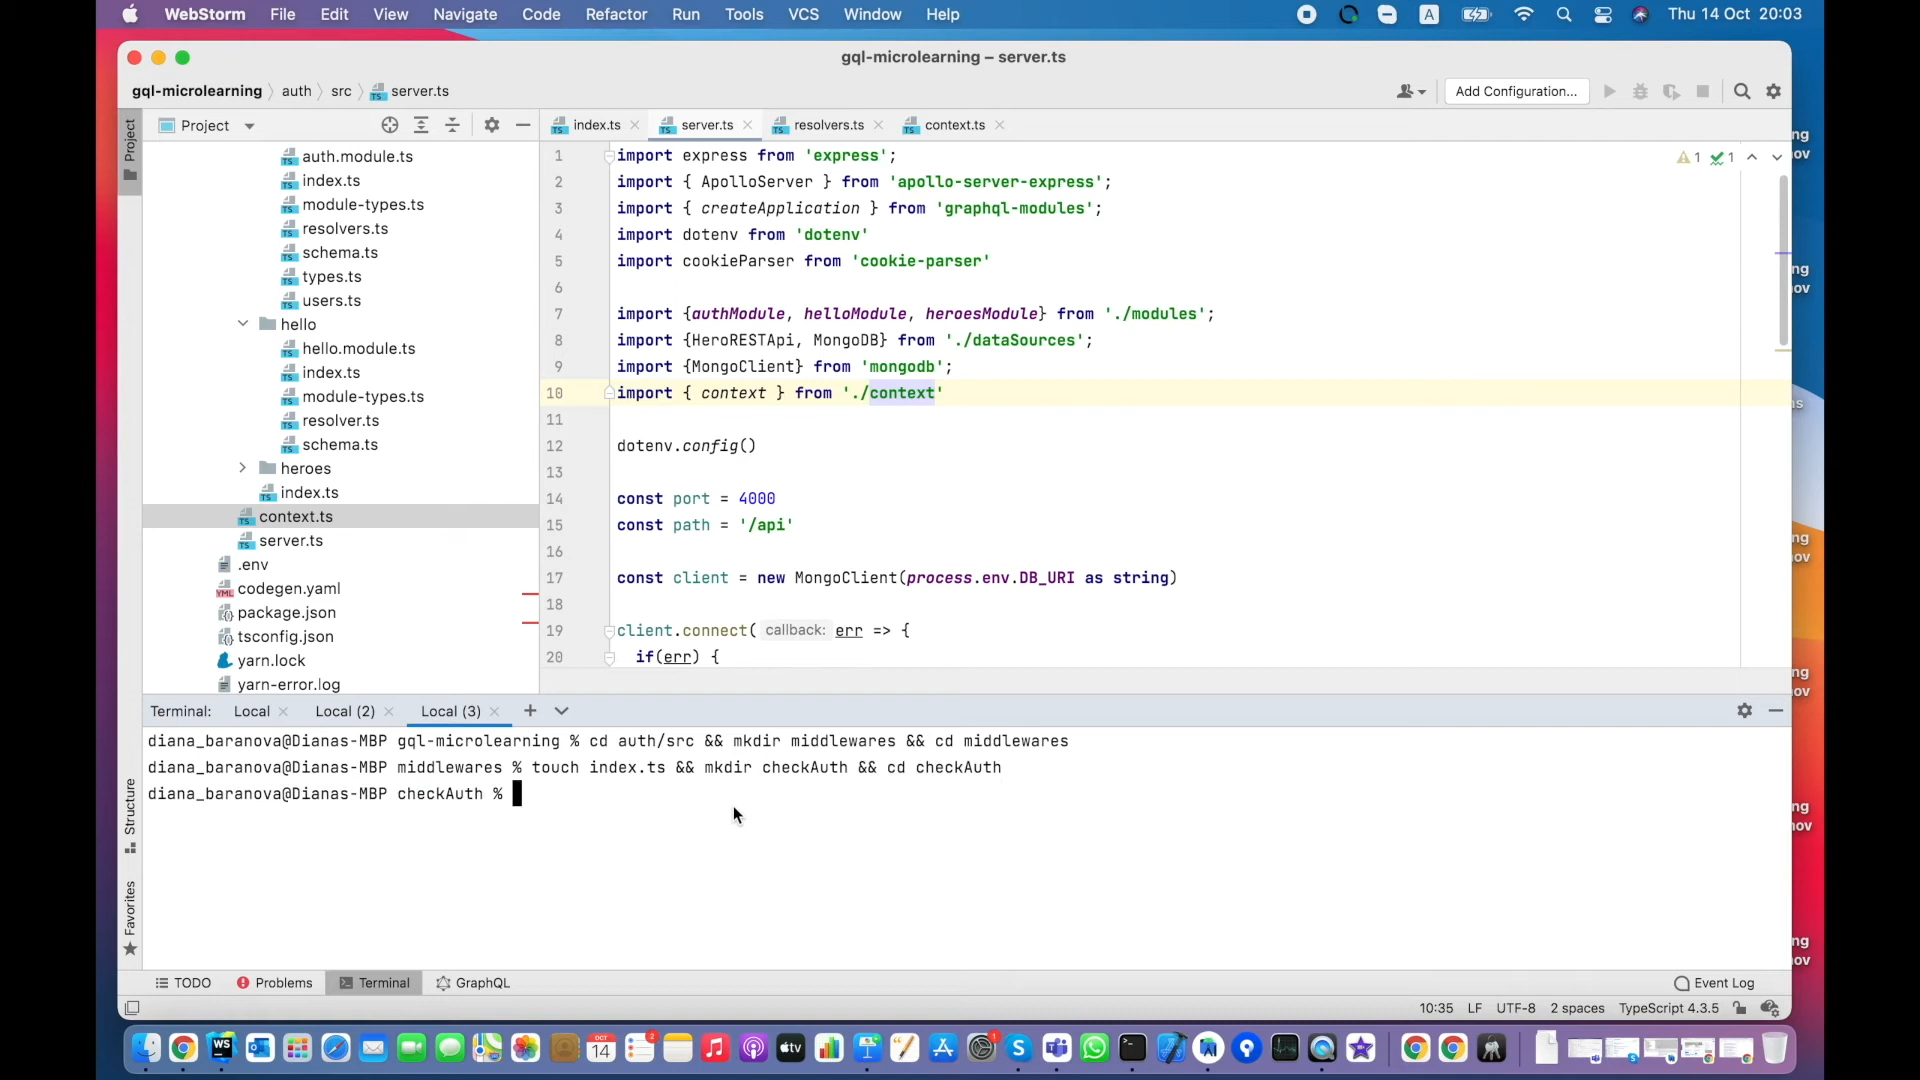 WebStorm File Edit View Navigate Code Refactor Run Tools VCS Window Help A Thu 14 Oct 20:03
gql-microlearning – server.ts
gql-microlearning auth src server.ts Add Configuration...
Project Project index.ts server.ts resolvers.ts context.ts
auth.module.ts
index.ts
module-types.ts
resolvers.ts
schema.ts
types.ts
users.ts
hello
hello.module.ts
index.ts
module-types.ts
resolver.ts
schema.ts
heroes
index.ts
context.ts
server.ts
.env
codegen.yaml
package.json
tsconfig.json
yarn.lock
yarn-error.log
1 import express from 'express';
2 import { ApolloServer } from 'apollo-server-express';
3 import { createApplication } from 'graphql-modules';
4 import dotenv from 'dotenv'
5 import cookieParser from 'cookie-parser'
6
7 import {authModule, helloModule, heroesModule} from './modules';
8 import {HeroRESTApi, MongoDB} from './dataSources';
9 import {MongoClient} from 'mongodb';
10 import { context } from './context'
11
12 dotenv.config()
13
14 const port = 4000
15 const path = '/api'
16
17 const client = new MongoClient(process.env.DB_URI as string)
18
19 client.connect( callback: err => {
20 if(err) {
1 1
Terminal: Local Local (2) Local (3)
diana_baranova@Dianas-MBP gql-microlearning % cd auth/src && mkdir middlewares && cd middlewares
diana_baranova@Dianas-MBP middlewares % touch index.ts && mkdir checkAuth && cd checkAuth
diana_baranova@Dianas-MBP checkAuth %
Structure
Favorites
TODO Problems Terminal GraphQL Event Log
10:35 LF UTF-8 2 spaces TypeScript 4.3.5
WS OCT 14 2 tv 1